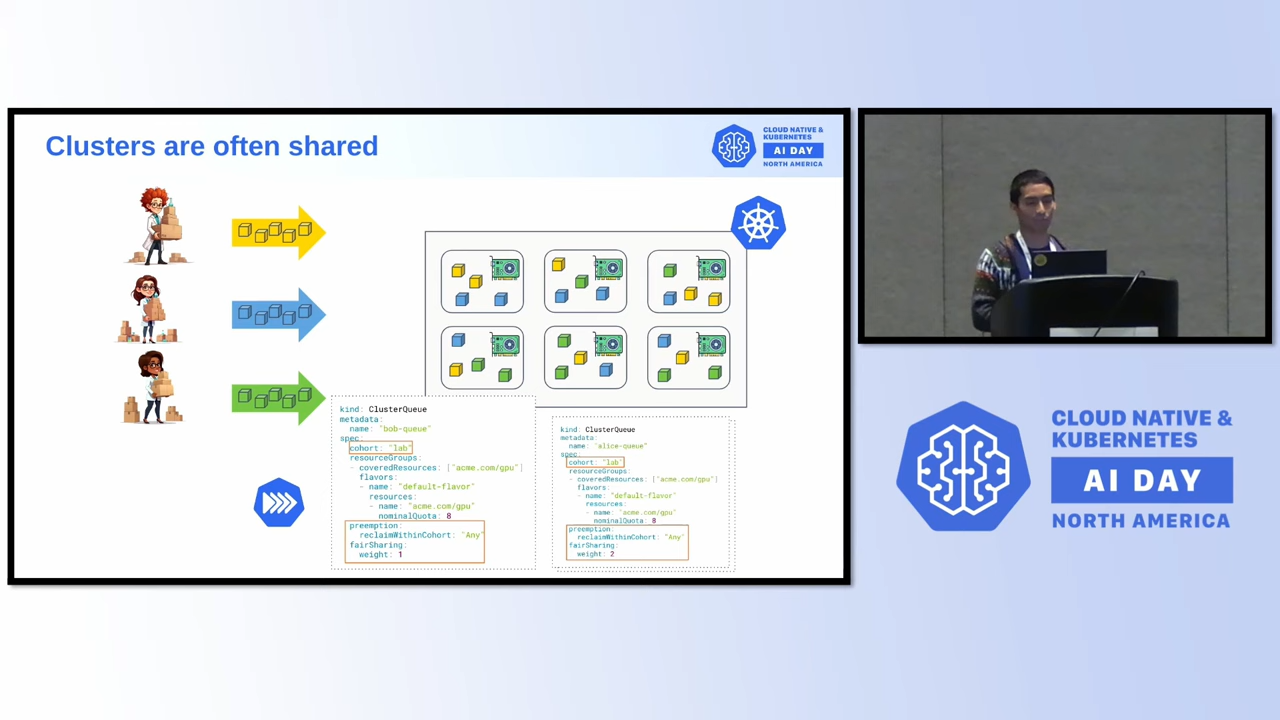 Clusters are often shared
CLOUD NATIVE &
KUBERNETES
AI DAY
NORTH AMERICA
kind: ClusterQueue
metadata:
  name: "bob-queue"
spec:
  cohort: "lab"
  resourceGroups:
  - coveredResources: ["acme.com/gpu"]
    flavors:
    - name: "default-flavor"
      resources:
      - name: "acme.com/gpu"
        nominalQuota: 8
  preemption:
    reclaimWithinCohort: "Any"
  fairSharing:
    weight: 1
kind: ClusterQueue
metadata:
  name: "alice-queue"
spec:
  cohort: "lab"
  resourceGroups:
  - coveredResources: ["acme.com/gpu"]
    flavors:
    - name: "default-flavor"
      resources:
      - name: "acme.com/gpu"
        nominalQuota: 8
  preemption:
    reclaimWithinCohort: "Any"
  fairSharing:
    weight: 2
CLOUD NATIVE &
KUBERNETES
AI DAY
NORTH AMERICA